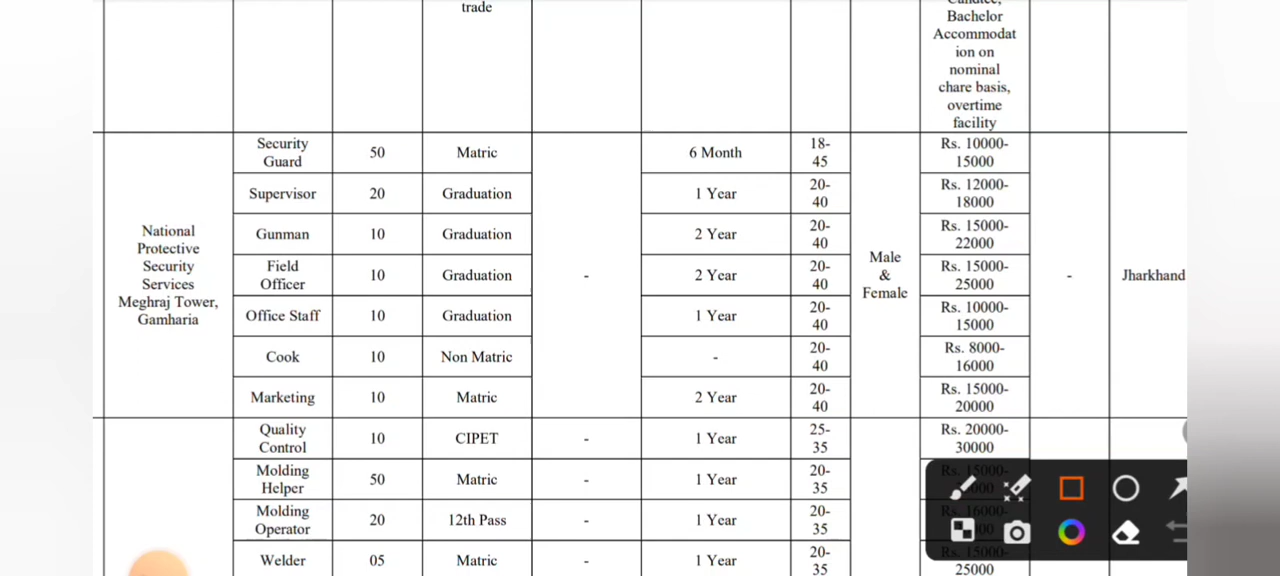 trade
Bachelor
Accommodat
ion on
nominal
chare basis,
overtime
facility
National
Protective
Security
Services
Meghraj Tower,
Gamharia
Security
Guard
50
Matric
6 Month
18-
45
Rs. 10000-
15000
Supervisor
20
Graduation
1 Year
20-
40
Rs. 12000-
18000
Gunman
10
Graduation
2 Year
20-
40
Rs. 15000-
22000
Field
Officer
10
Graduation
-
2 Year
20-
40
Male
&
Female
Rs. 15000-
25000
-
Jharkhand
Office Staff
10
Graduation
1 Year
20-
40
Rs. 10000-
15000
Cook
10
Non Matric
-
20-
40
Rs. 8000-
16000
Marketing
10
Matric
2 Year
20-
40
Rs. 15000-
20000
Quality
Control
10
CIPET
-
1 Year
25-
35
Rs. 20000-
30000
Molding
Helper
50
Matric
-
1 Year
20-
35
Rs. 15000-
Molding
Operator
20
12th Pass
-
1 Year
20-
35
Rs. 16000-
Welder
05
Matric
-
1 Year
20-
35
Rs. 15000-
25000